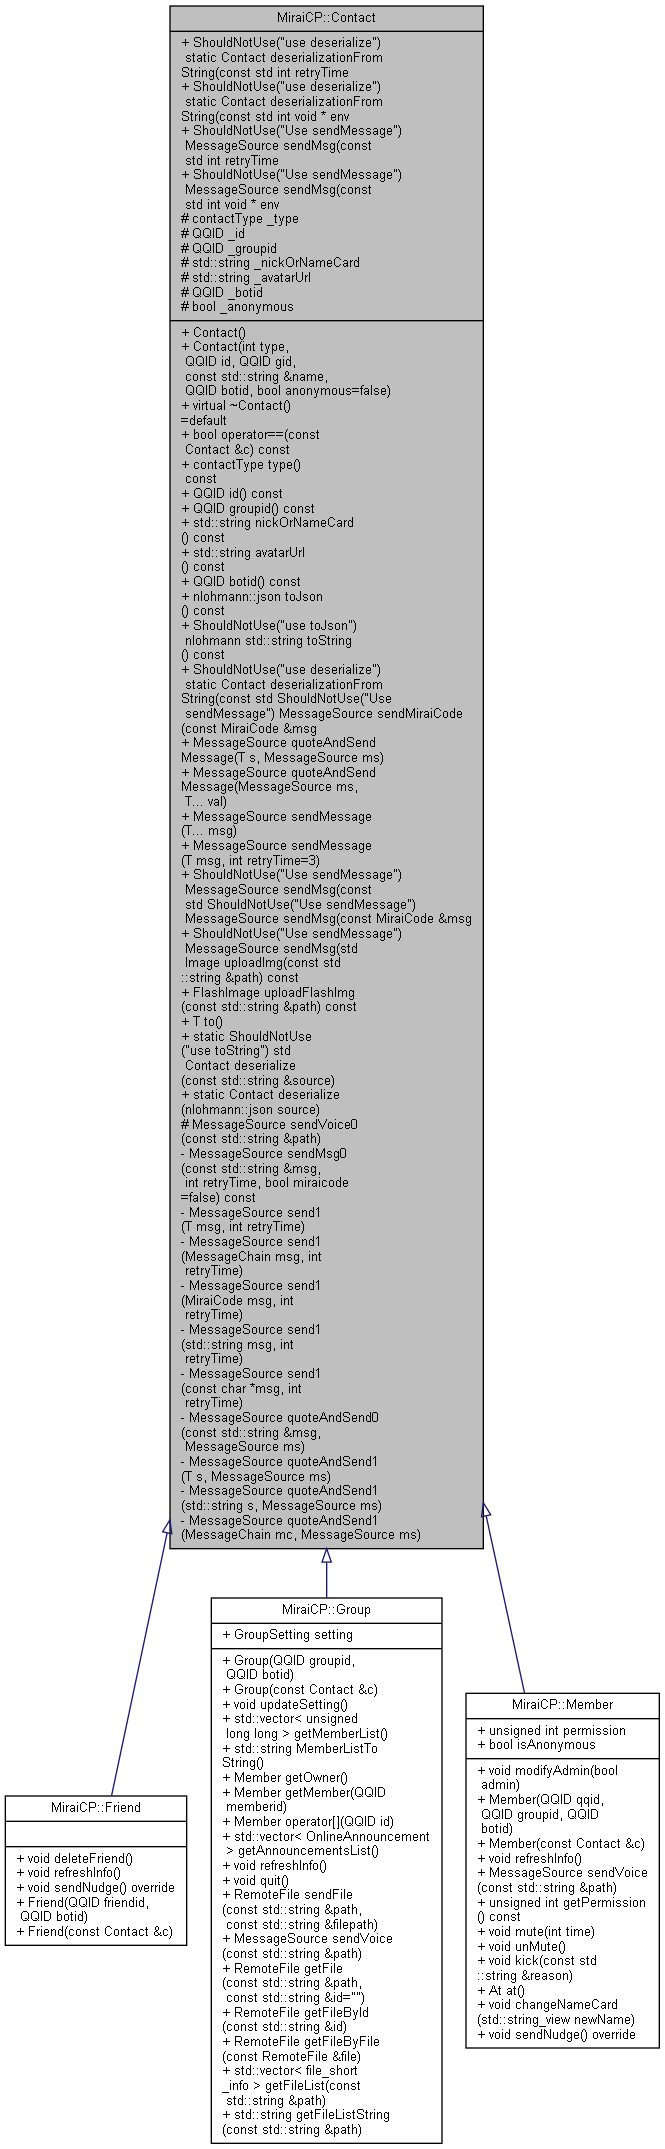 MiraiCP::Contact
+ ShouldNotUse("use deserialize")
static Contact deserializationFrom
String(const std int retryTime
+ ShouldNotUse("use deserialize")
static Contact deserializationFrom
String(const std int void * env
+ ShouldNotUse("Use sendMessage")
MessageSource sendMsg(const
std int retryTime
+ ShouldNotUse("Use sendMessage")
MessageSource sendMsg(const
std int void * env
# contactType _type
# QQID _id
# QQID _groupid
# std::string _nickOrNameCard
# std::string _avatarUrl
# QQID _botid
# bool _anonymous
+ Contact()
+ Contact(int type,
QQID id, QQID gid,
const std::string &name,
QQID botid, bool anonymous=false)
+ virtual ~Contact()
=default
+ bool operator==(const
Contact &c) const
+ contactType type()
const
+ QQID id() const
+ QQID groupid() const
+ std::string nickOrNameCard
() const
+ std::string avatarUrl
() const
+ QQID botid() const
+ nlohmann::json toJson
() const
+ ShouldNotUse("use toJson")
nlohmann std::string toString
() const
+ ShouldNotUse("use deserialize")
static Contact deserializationFrom
String(const std ShouldNotUse("Use
sendMessage") MessageSource sendMiraiCode
(const MiraiCode &msg
+ MessageSource quoteAndSend
Message(T s, MessageSource ms)
+ MessageSource quoteAndSend
Message(MessageSource ms,
T... val)
+ MessageSource sendMessage
(T... msg)
+ MessageSource sendMessage
(T msg, int retryTime=3)
+ ShouldNotUse("Use sendMessage")
MessageSource sendMsg(const
std ShouldNotUse("Use sendMessage")
MessageSource sendMsg(const MiraiCode &msg
+ ShouldNotUse("Use sendMessage")
MessageSource sendMsg(std
Image uploadImg(const std
::string &path) const
+ FlashImage uploadFlashImg
(const std::string &path) const
+ T to()
+ static ShouldNotUse
("use toString") std
Contact deserialize
(const std::string &source)
+ static Contact deserialize
(nlohmann::json source)
# MessageSource sendVoice0
(const std::string &path)
- MessageSource sendMsg0
(const std::string &msg,
int retryTime, bool miraicode
=false) const
- MessageSource send1
(T msg, int retryTime)
- MessageSource send1
(MessageChain msg, int
retryTime)
- MessageSource send1
(MiraiCode msg, int
retryTime)
- MessageSource send1
(std::string msg, int
retryTime)
- MessageSource send1
(const char *msg, int
retryTime)
- MessageSource quoteAndSend0
(const std::string &msg,
MessageSource ms)
- MessageSource quoteAndSend1
(T s, MessageSource ms)
- MessageSource quoteAndSend1
(std::string s, MessageSource ms)
- MessageSource quoteAndSend1
(MessageChain mc, MessageSource ms)
MiraiCP::Friend
+ void deleteFriend()
+ void refreshInfo()
+ void sendNudge() override
+ Friend(QQID friendid,
QQID botid)
+ Friend(const Contact &c)
MiraiCP::Group
+ GroupSetting setting
+ Group(QQID groupid,
QQID botid)
+ Group(const Contact &c)
+ void updateSetting()
+ std::vector< unsigned
long long > getMemberList()
+ std::string MemberListTo
String()
+ Member getOwner()
+ Member getMember(QQID
memberid)
+ Member operator[](QQID id)
+ std::vector< OnlineAnnouncement
> getAnnouncementsList()
+ void refreshInfo()
+ void quit()
+ RemoteFile sendFile
(const std::string &path,
const std::string &filepath)
+ MessageSource sendVoice
(const std::string &path)
+ RemoteFile getFile
(const std::string &path,
const std::string &id="")
+ RemoteFile getFileById
(const std::string &id)
+ RemoteFile getFileByFile
(const RemoteFile &file)
+ std::vector< file_short
_info > getFileList(const
std::string &path)
+ std::string getFileListString
(const std::string &path)
MiraiCP::Member
+ unsigned int permission
+ bool isAnonymous
+ void modifyAdmin(bool
admin)
+ Member(QQID qqid,
QQID groupid, QQID
botid)
+ Member(const Contact &c)
+ void refreshInfo()
+ MessageSource sendVoice
(const std::string &path)
+ unsigned int getPermission
() const
+ void mute(int time)
+ void unMute()
+ void kick(const std
::string &reason)
+ At at()
+ void changeNameCard
(std::string_view newName)
+ void sendNudge() override